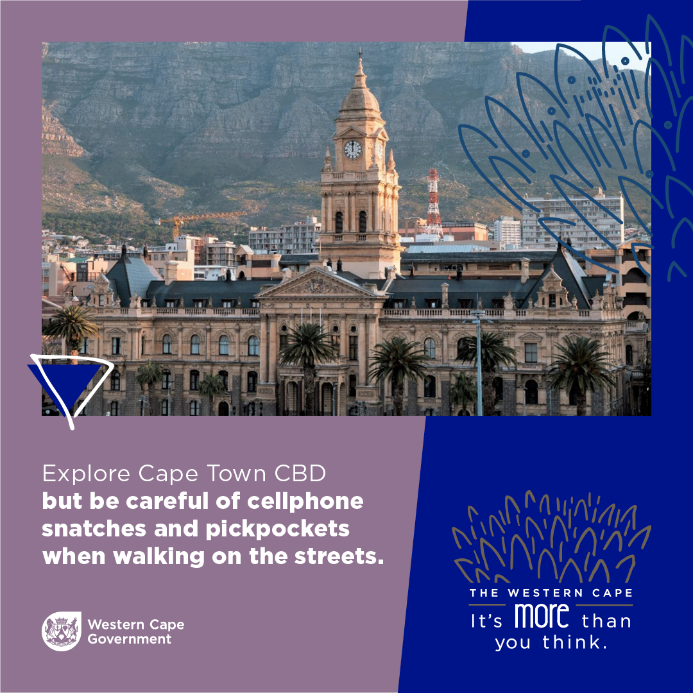 Explore Cape Town CBD
but be careful of cellphone
snatches and pickpockets
when walking on the streets.
Western Cape
Government
THE WESTERN CAPE
It's more than
you think.